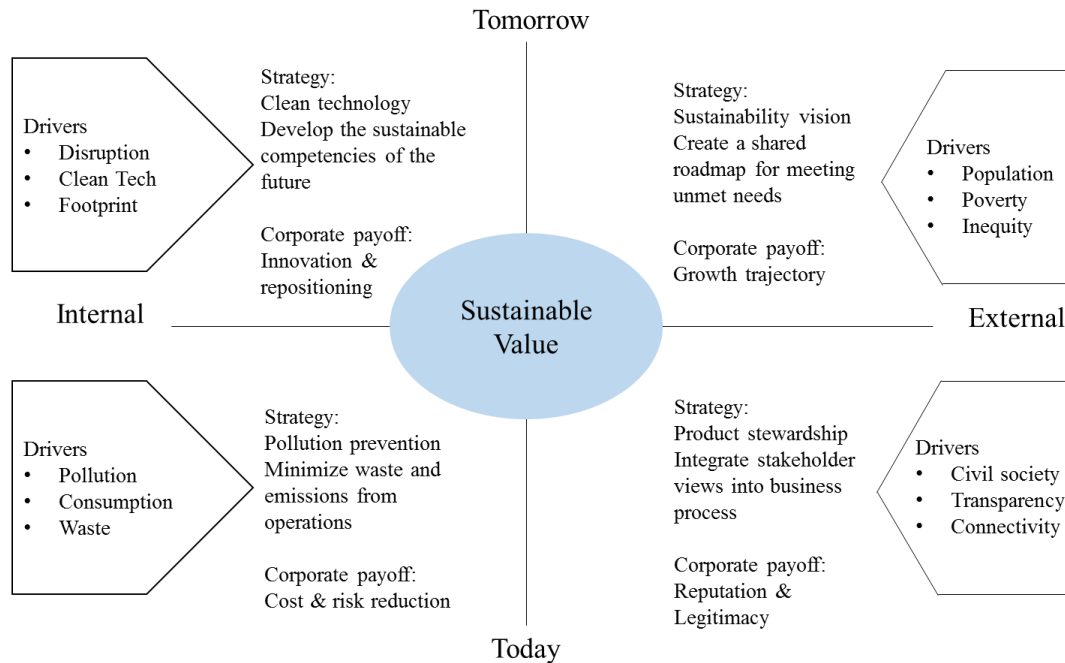 Tomorrow
Drivers
• Disruption
• Clean Tech
• Footprint
Strategy:
Clean technology
Develop the sustainable
competencies of the
future
Corporate payoff:
Innovation &
repositioning
Strategy:
Sustainability vision
Create a shared
roadmap for meeting
unmet needs
Corporate payoff:
Growth trajectory
Drivers
• Population
• Poverty
• Inequity
Internal
Sustainable
Value
External
Drivers
• Pollution
• Consumption
• Waste
Strategy:
Pollution prevention
Minimize waste and
emissions from
operations
Corporate payoff:
Cost & risk reduction
Strategy:
Product stewardship
Integrate stakeholder
views into business
process
Corporate payoff:
Reputation &
Legitimacy
Drivers
• Civil society
• Transparency
• Connectivity
Today